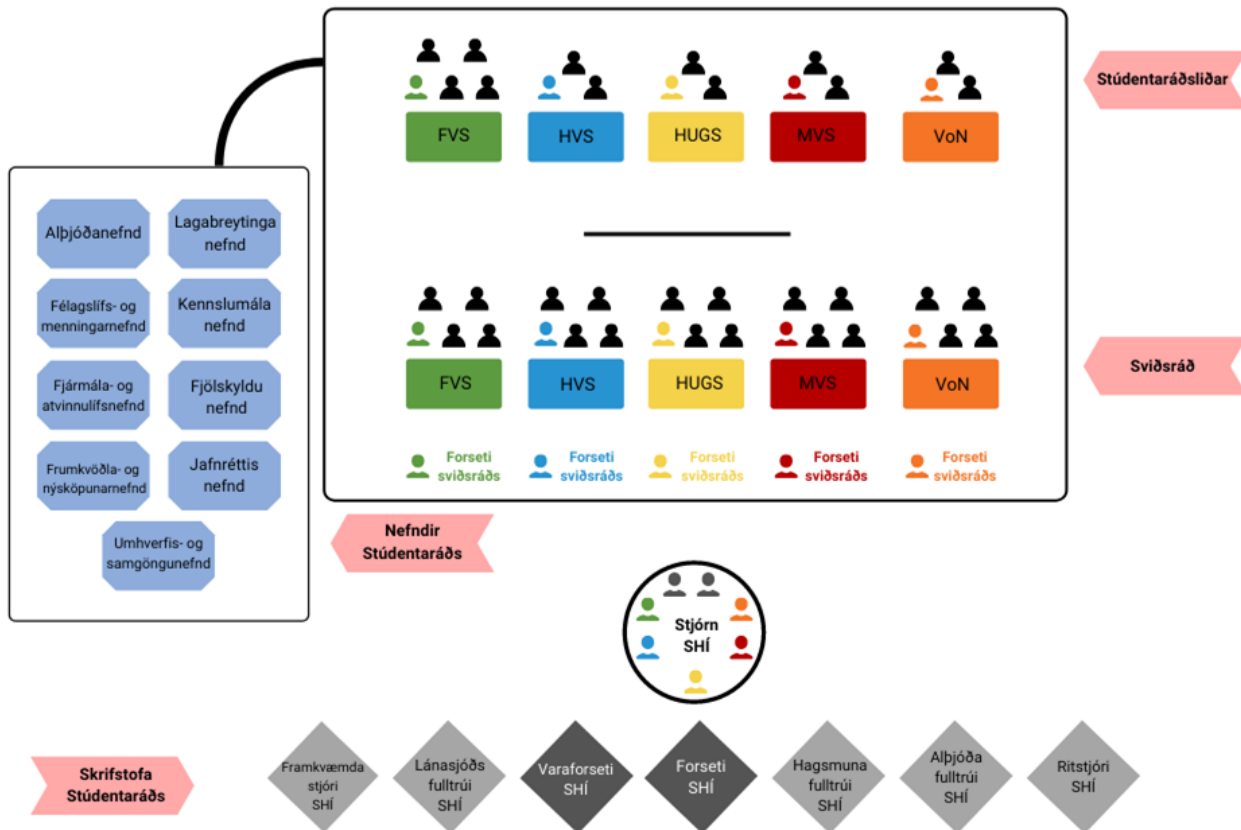 Stúdentaráðsliðar
FVS
HVS
HUGS
MVS
VoN
Alþjóðanefnd
Lagabreytinga
nefnd
Félagslífs- og
menningarnefnd
Kennslumála
nefnd
Fjármála- og
atvinnulífsnefnd
Fjölskyldu
nefnd
Frumkvöðla- og
nýsköpunarnefnd
Jafnréttis
nefnd
Umhverfis- og
samgöngunefnd
Sviðsráð
FVS
HVS
HUGS
MVS
VoN
Forseti
sviðsráðs
Forseti
sviðsráðs
Forseti
sviðsráðs
Forseti
sviðsráðs
Forseti
sviðsráðs
Nefndir
Stúdentaráðs
Stjórn
SHÍ
Skrifstofa
Stúdentaráðs
Framkvæmda
stjóri
SHÍ
Lánasjóðs
fulltrúi
SHÍ
Varaforseti
SHÍ
Forseti
SHÍ
Hagsmuna
fulltrúi
SHÍ
Alþjóða
fulltrúi
SHÍ
Ritstjóri
SHÍ